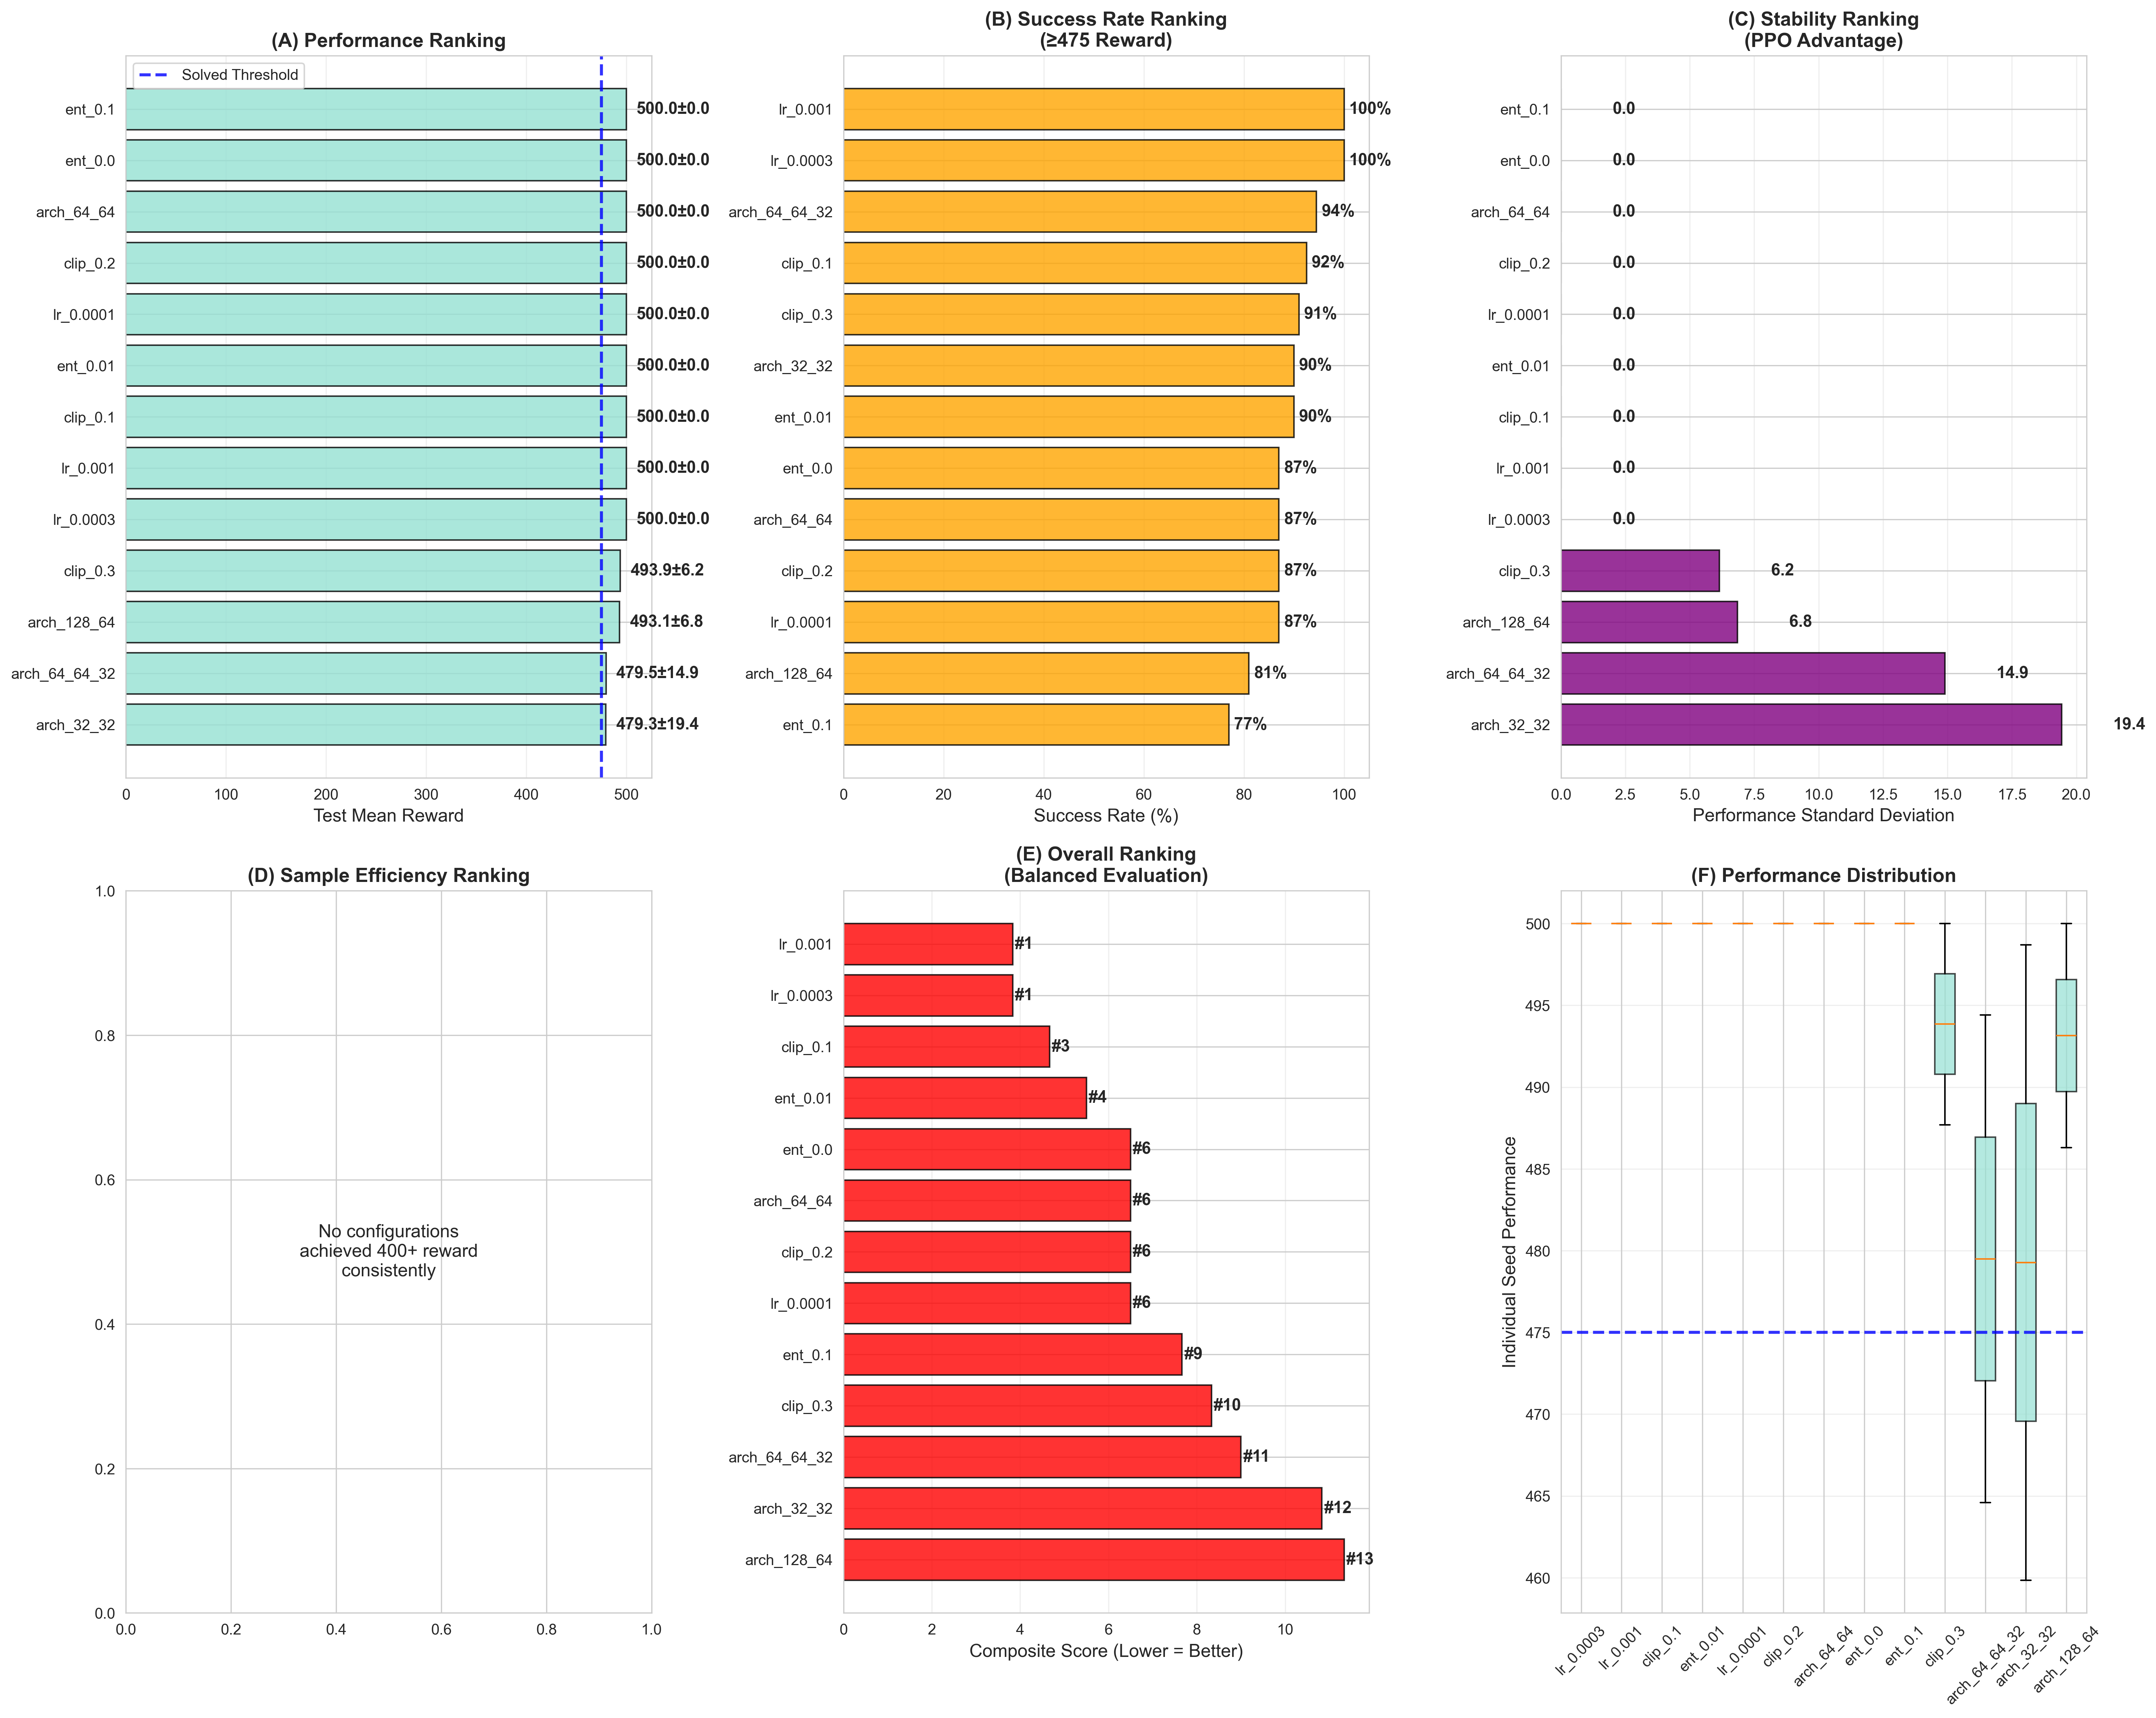 (A) Performance Ranking
Solved Threshold
ent_0.1
500.0±0.0
ent_0.0
500.0±0.0
arch_64_64
500.0±0.0
clip_0.2
500.0±0.0
lr_0.0001
500.0±0.0
ent_0.01
500.0±0.0
clip_0.1
500.0±0.0
lr_0.001
500.0±0.0
lr_0.0003
500.0±0.0
clip_0.3
493.9±6.2
arch_128_64
493.1±6.8
arch_64_64_32
479.5±14.9
arch_32_32
479.3±19.4
0 100 200 300 400 500
Test Mean Reward
(B) Success Rate Ranking
(≥475 Reward)
lr_0.001
100%
lr_0.0003
100%
arch_64_64_32
94%
clip_0.1
92%
clip_0.3
91%
arch_32_32
90%
ent_0.01
90%
ent_0.0
87%
arch_64_64
87%
clip_0.2
87%
lr_0.0001
87%
arch_128_64
81%
ent_0.1
77%
0 20 40 60 80 100
Success Rate (%)
(C) Stability Ranking
(PPO Advantage)
ent_0.1
0.0
ent_0.0
0.0
arch_64_64
0.0
clip_0.2
0.0
lr_0.0001
0.0
ent_0.01
0.0
clip_0.1
0.0
lr_0.001
0.0
lr_0.0003
0.0
clip_0.3
6.2
arch_128_64
6.8
arch_64_64_32
14.9
arch_32_32
19.4
0.0 2.5 5.0 7.5 10.0 12.5 15.0 17.5 20.0
Performance Standard Deviation
(D) Sample Efficiency Ranking
1.0
0.8
0.6
0.4
0.2
0.0
No configurations
achieved 400+ reward
consistently
0.0 0.2 0.4 0.6 0.8 1.0
(E) Overall Ranking
(Balanced Evaluation)
lr_0.001
#1
lr_0.0003
#1
clip_0.1
#3
ent_0.01
#4
ent_0.0
#6
arch_64_64
#6
clip_0.2
#6
lr_0.0001
#6
ent_0.1
#9
clip_0.3
#10
arch_64_64_32
#11
arch_32_32
#12
arch_128_64
#13
0 2 4 6 8 10
Composite Score (Lower = Better)
(F) Performance Distribution
Individual Seed Performance
500
495
490
485
480
475
470
465
460
lr_0.0003
lr_0.001
clip_0.1
ent_0.01
lr_0.0001
clip_0.2
arch_64_64
ent_0.0
ent_0.1
clip_0.3
arch_64_64_32
arch_32_32
arch_128_64